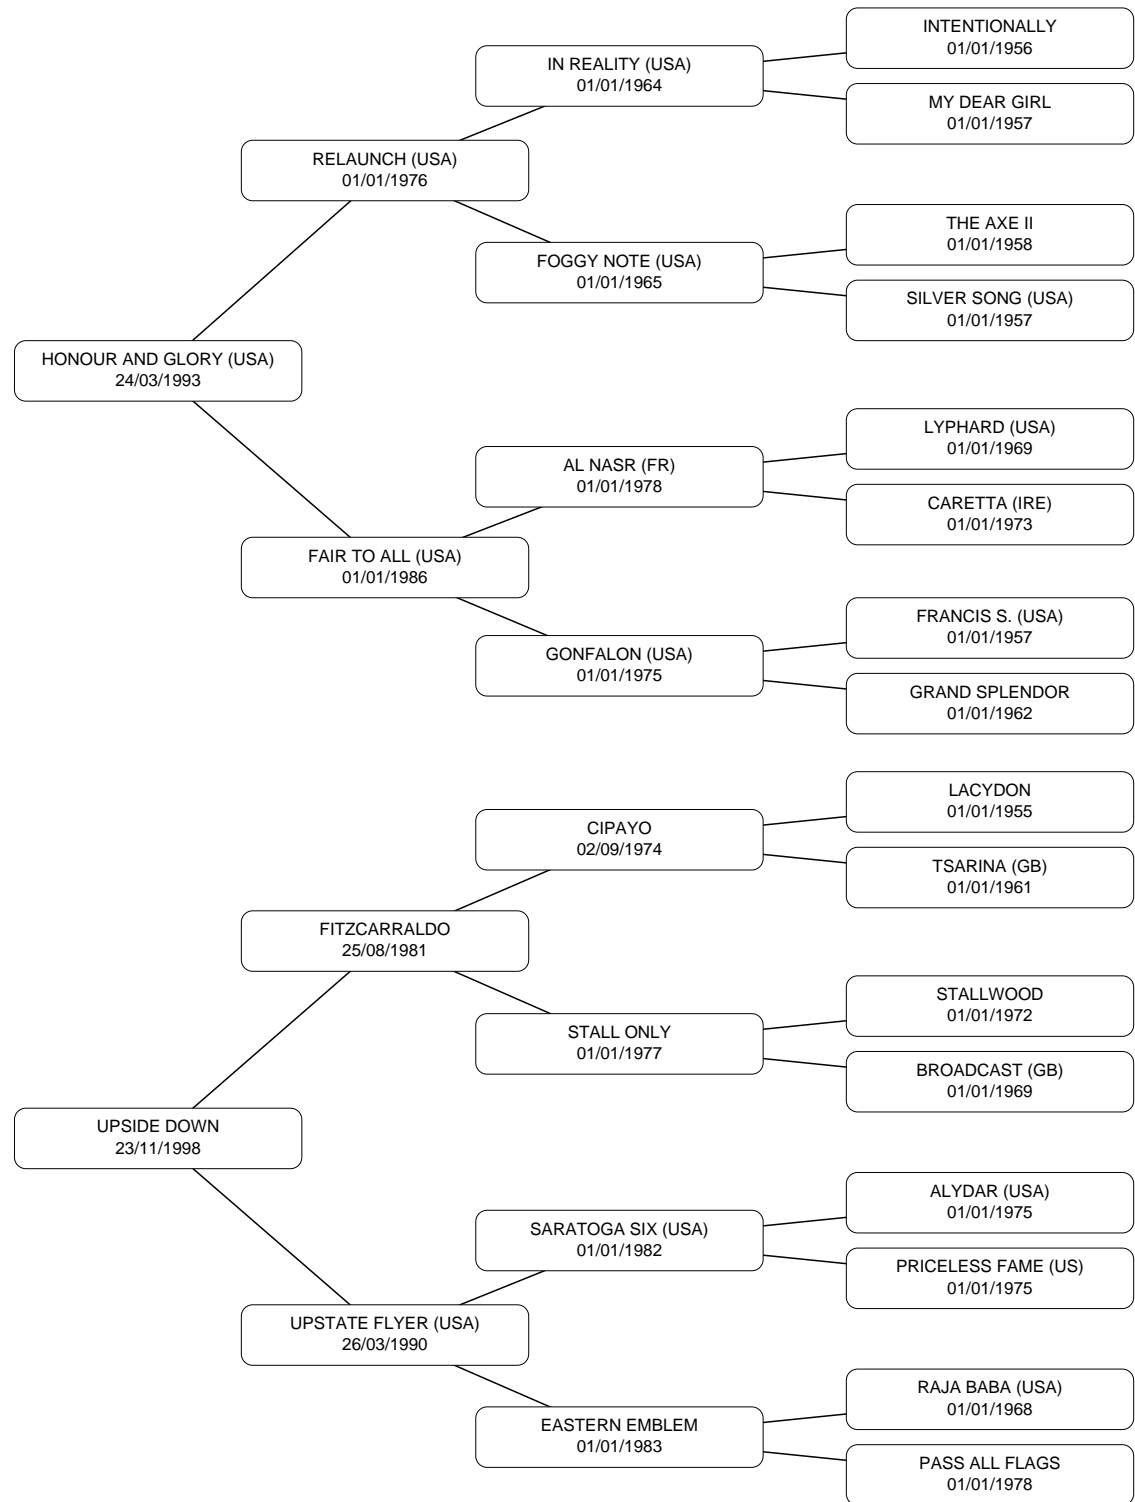 INTENTIONALLY
01/01/1956
IN REALITY (USA)
01/01/1964
MY DEAR GIRL
01/01/1957
RELAUNCH (USA)
01/01/1976
THE AXE II
01/01/1958
FOGGY NOTE (USA)
01/01/1965
SILVER SONG (USA)
01/01/1957
HONOUR AND GLORY (USA)
24/03/1993
LYPHARD (USA)
01/01/1969
AL NASR (FR)
01/01/1978
CARETTA (IRE)
01/01/1973
FAIR TO ALL (USA)
01/01/1986
FRANCIS S. (USA)
01/01/1957
GONFALON (USA)
01/01/1975
GRAND SPLENDOR
01/01/1962
LACYDON
01/01/1955
CIPAYO
02/09/1974
TSARINA (GB)
01/01/1961
FITZCARRALDO
25/08/1981
STALLWOOD
01/01/1972
STALL ONLY
01/01/1977
BROADCAST (GB)
01/01/1969
UPSIDE DOWN
23/11/1998
ALYDAR (USA)
01/01/1975
SARATOGA SIX (USA)
01/01/1982
PRICELESS FAME (US)
01/01/1975
UPSTATE FLYER (USA)
26/03/1990
RAJA BABA (USA)
01/01/1968
EASTERN EMBLEM
01/01/1983
PASS ALL FLAGS
01/01/1978